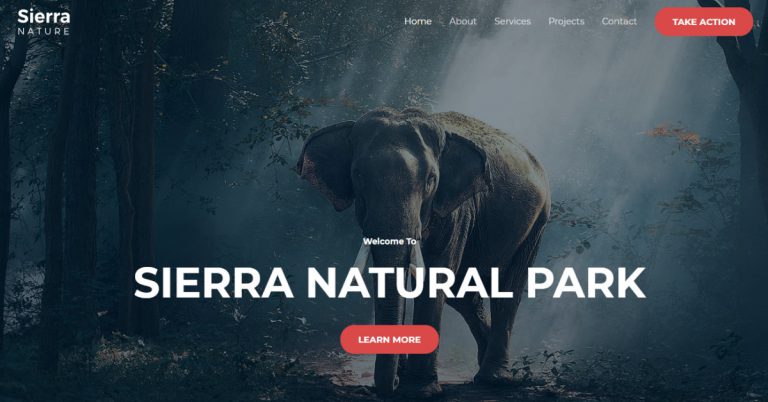 Sierra
NATURE
Home About Services Projects Contact TAKE ACTION
Welcome To
SIERRA NATURAL PARK
LEARN MORE